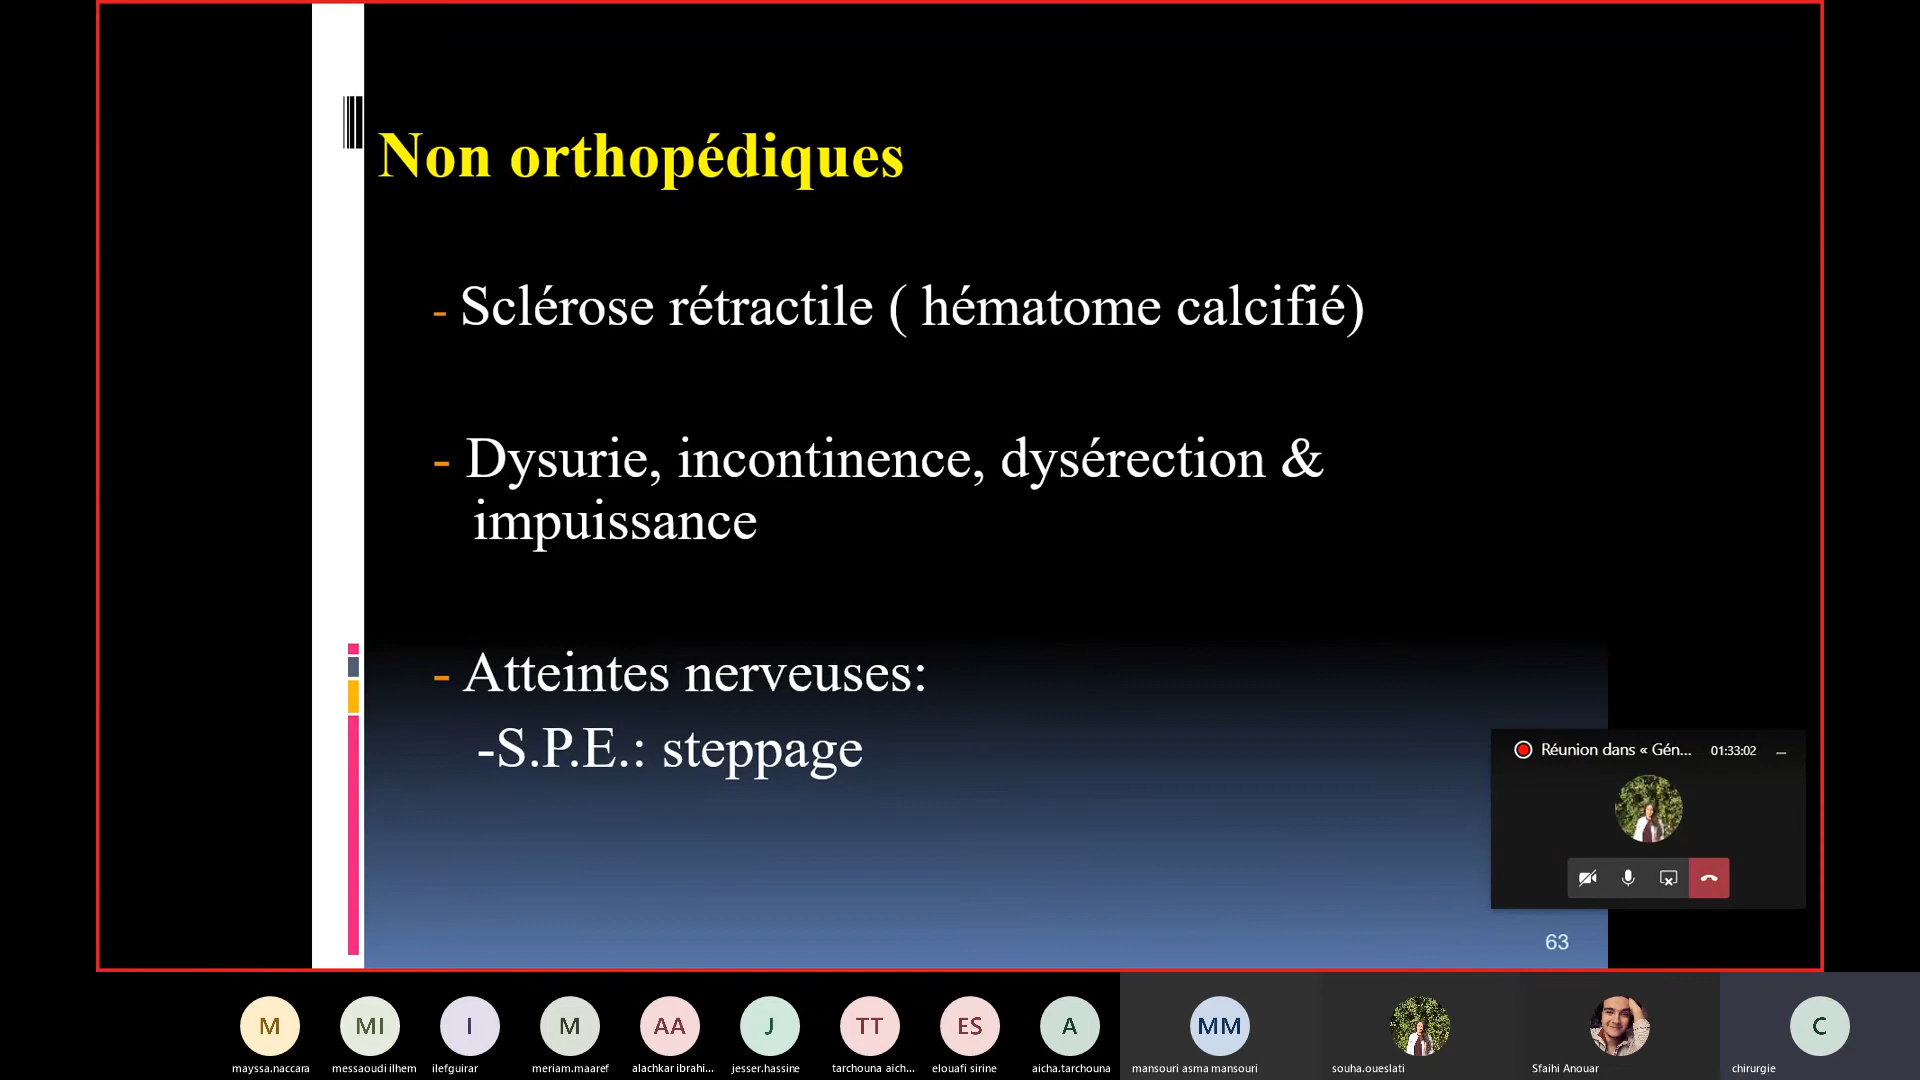 Non orthopédiques
- Sclérose rétractile ( hématome calcifié)
- Dysurie, incontinence, dysérection &
impuissance
- Atteintes nerveuses:
-S.P.E.: steppage
Réunion dans « Gén... 01:33:02
63
M MI I M AA J TT ES A MM C
mayssa.naccara messaoudi ilhem ilefguirar meriam.maaref alachkar ibrahi... jesser.hassine tarchouna aich... elouafi sirine aicha.tarchouna mansouri asma mansouri souha.oueslati Sfaihi Anouar chirurgie